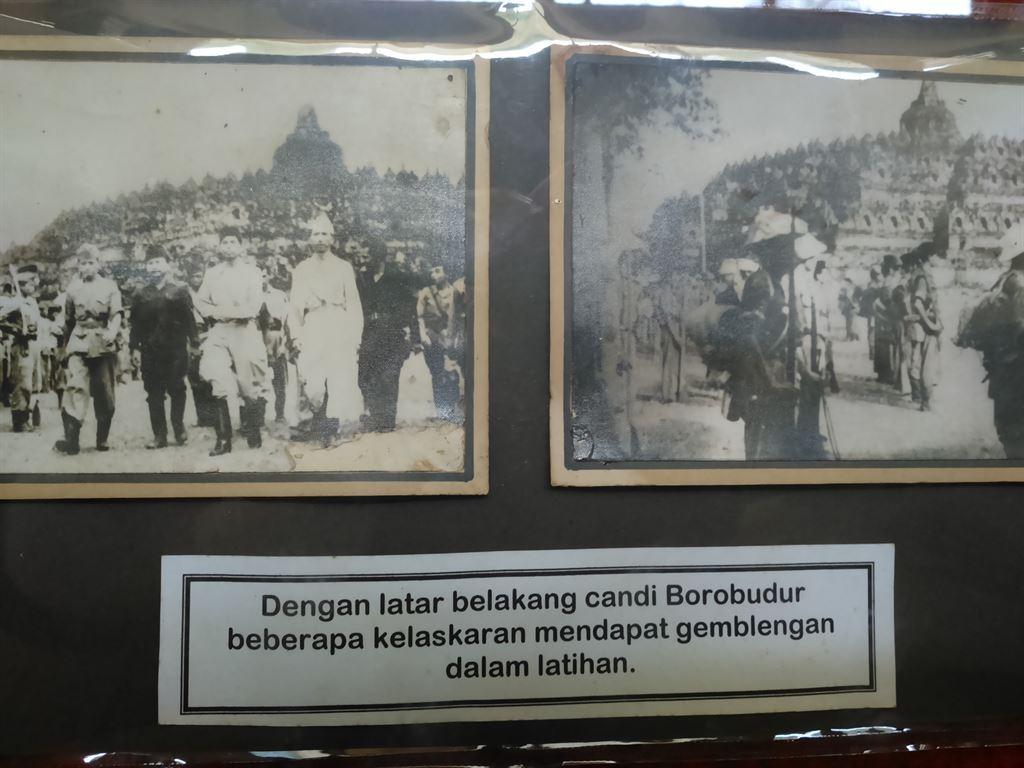 Dengan latar belakang candi Borobudur
beberapa kelaskaran mendapat gemblengan
dalam latihan.